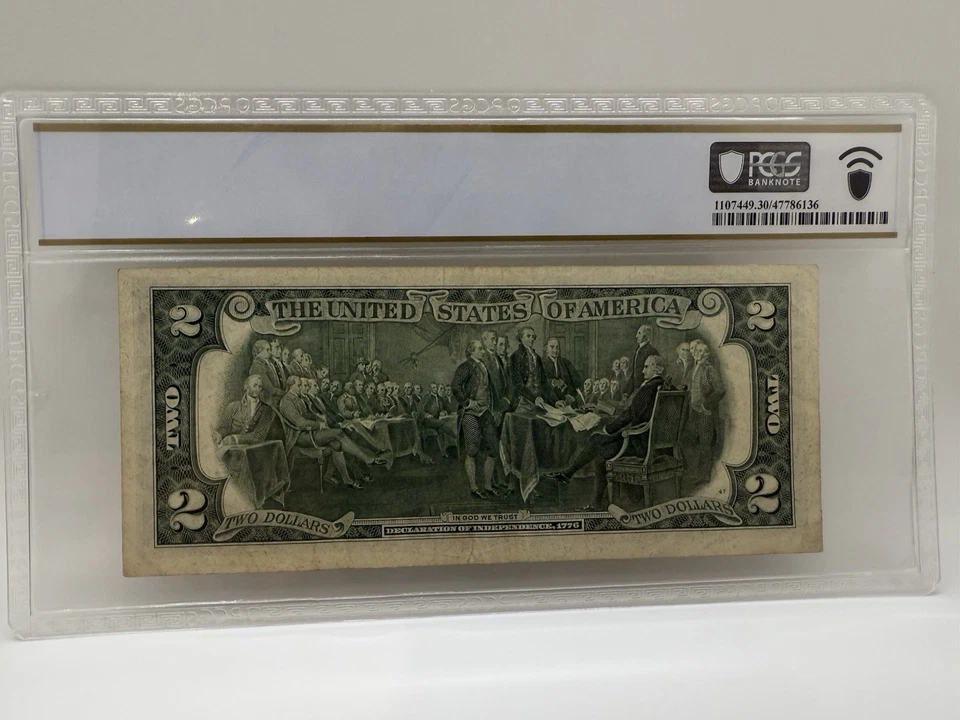 PCGS
BANKNOTE
1107449.30/47786136
2 THE UNITED STATES OF AMERICA 2
TWO TWO
2 2
TWO DOLLARS IN GOD WE TRUST TWO DOLLARS
DECLARATION OF INDEPENDENCE, 1776
47